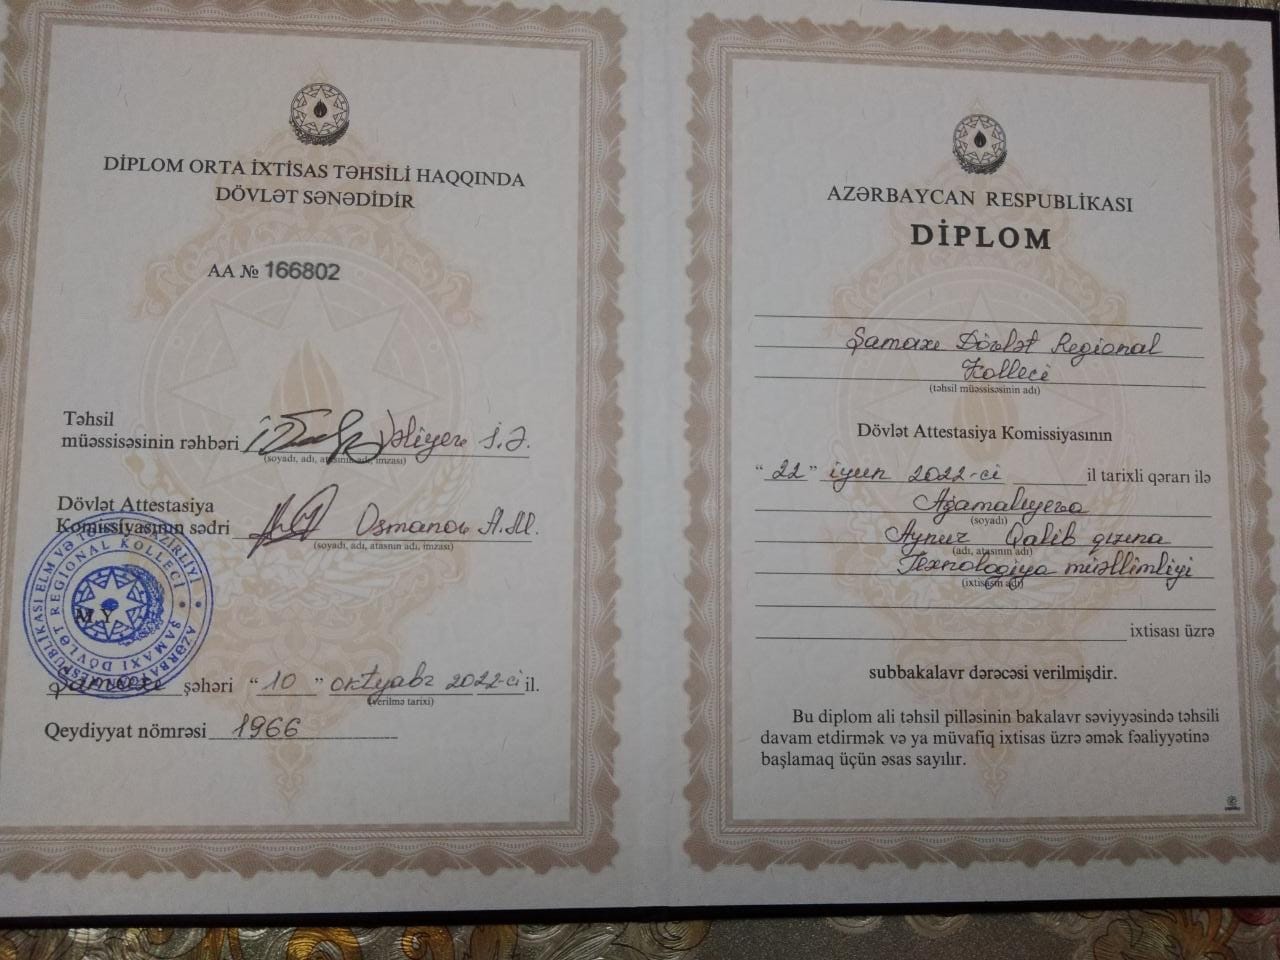 DİPLOM ORTA İXTİSAS TƏHSİLİ HAQQINDA
DÖVLƏT SƏNƏDİDİR
AA № 166802
Təhsil
müəssisəsinin rəhbəri Vəliyev İ.Ə.
(soyadı, adı, atasının adı, imzası)
Dövlət Attestasiya
Komissiyasının sədri Osmanov A.M.
(soyadı, adı, atasının adı, imzası)
M.Y.
Şamaxı şəhəri “10” oktyabr 2022-ci il.
(verilmə tarixi)
Qeydiyyat nömrəsi 1966
AZƏRBAYCAN RESPUBLİKASI
DİPLOM
Şamaxı Dövlət Regional
Kolleci
(təhsil müəssisəsinin adı)
Dövlət Attestasiya Komissiyasının
“22” iyun 2022-ci il tarixli qərarı ilə
Ağamalıyeva
(soyadı)
Aynur Qalib qızına
(adı, atasının adı)
Texnologiya müəllimliyi
(ixtisasın adı)
ixtisası üzrə
subbakalavr dərəcəsi verilmişdir.
Bu diplom ali təhsil pilləsinin bakalavr səviyyəsində təhsili
davam etdirmək və ya müvafiq ixtisas üzrə əmək fəaliyyətinə
başlamaq üçün əsas sayılır.